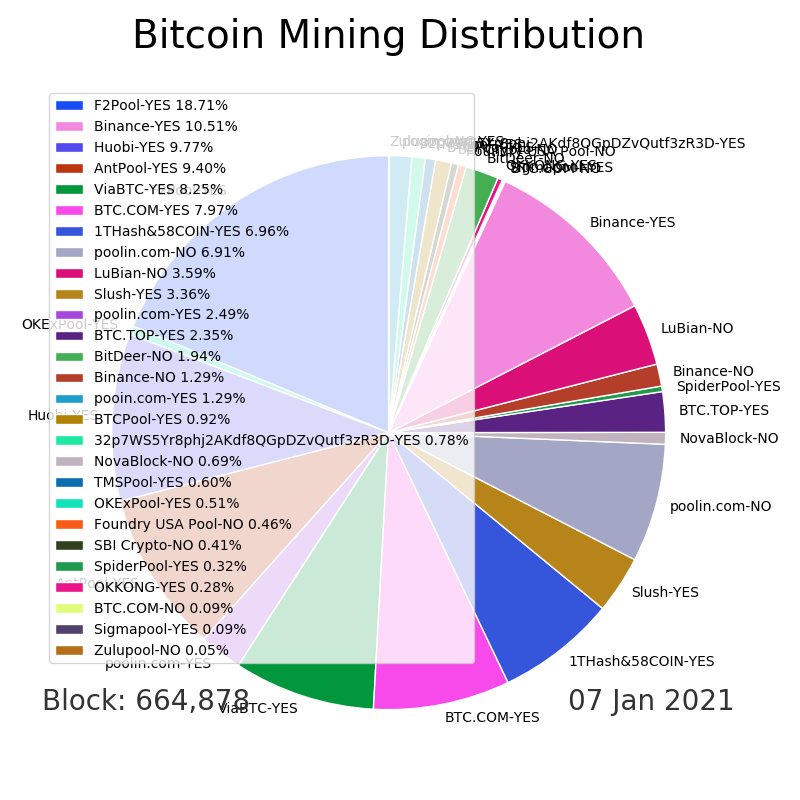 Bitcoin Mining Distribution
F2Pool-YES 18.71%
Binance-YES 10.51%
Huobi-YES 9.77%
AntPool-YES 9.40%
ViaBTC-YES 8.25%
BTC.COM-YES 7.97%
1THash&58COIN-YES 6.96%
poolin.com-NO 6.91%
LuBian-NO 3.59%
Slush-YES 3.36%
poolin.com-YES 2.49%
BTC.TOP-YES 2.35%
BitDeer-NO 1.94%
Binance-NO 1.29%
pooin.com-YES 1.29%
BTCPool-YES 0.92%
32p7WS5Yr8phj2AKdf8QGpDZvQutf3zR3D-YES 0.78%
NovaBlock-NO 0.69%
TMSPool-YES 0.60%
OKExPool-YES 0.51%
Foundry USA Pool-NO 0.46%
SBI Crypto-NO 0.41%
SpiderPool-YES 0.32%
OKKONG-YES 0.28%
BTC.COM-NO 0.09%
Sigmapool-YES 0.09%
Zulupool-NO 0.05%
BitDeer-NO
Binance-YES
LuBian-NO
Binance-NO
SpiderPool-YES
BTC.TOP-YES
NovaBlock-NO
poolin.com-NO
Slush-YES
1THash&58COIN-YES
BTC.COM-YES
ViaBTC-YES
poolin.com-YES
AntPool-YES
Huobi-YES
OKExPool-YES
Block: 664,878
07 Jan 2021